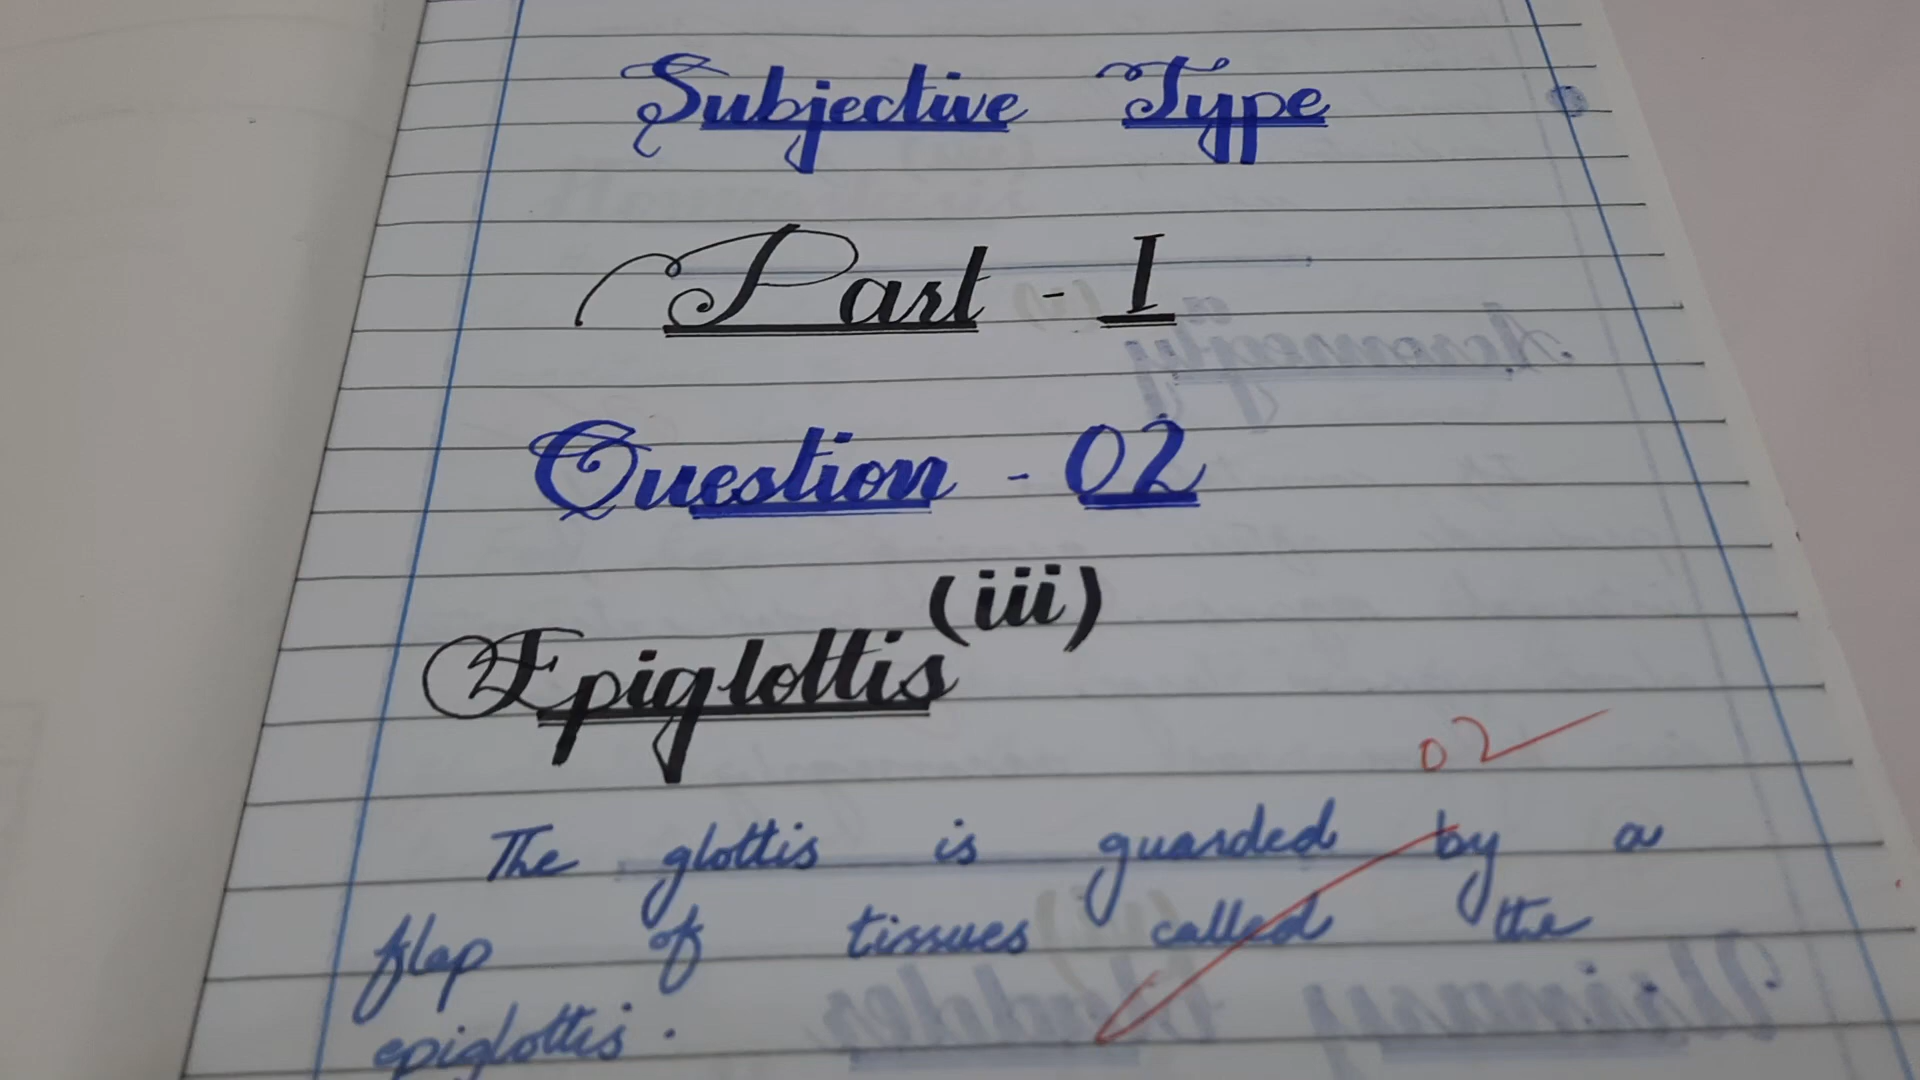 Subjective Type
Part - I
Question - 02
(iii)
Epiglottis
02
The glottis is guarded by a
flap of tissues called the
epiglottis.